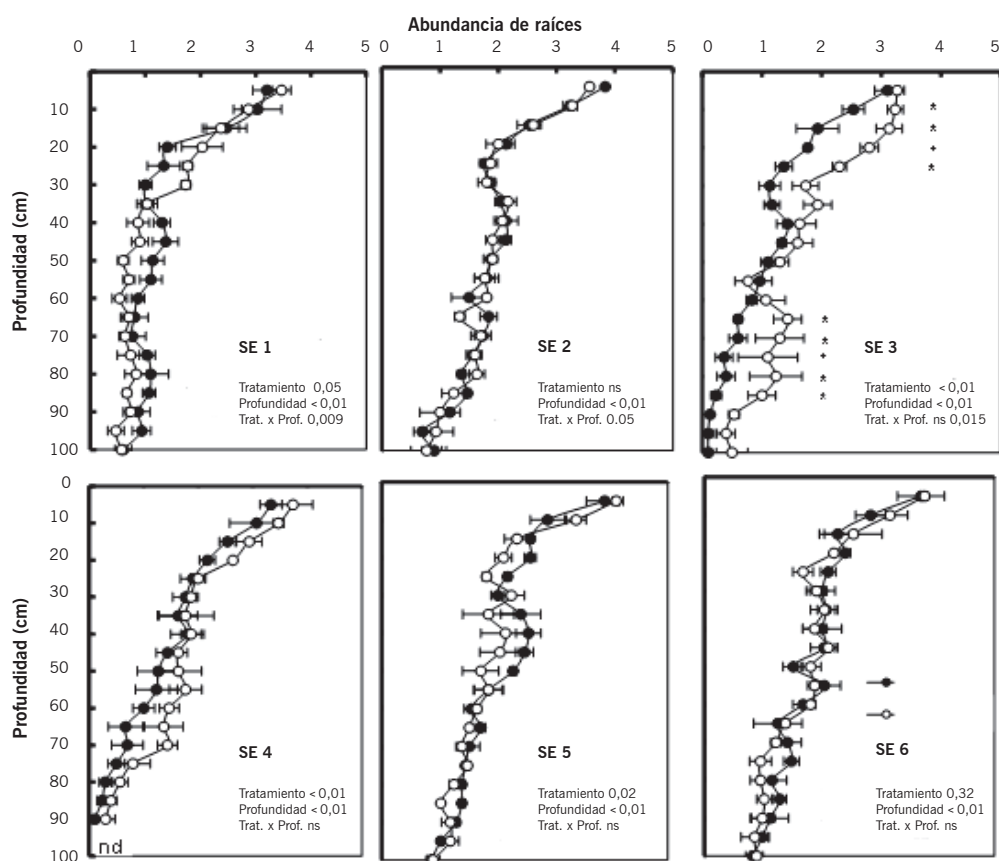 Abundancia de raíces
0 1 2 3 4 5 0 1 2 3 4 5 0 1 2 3 4 5
Profundidad (cm)
10
20
30
40
50
60
70
80
90
100
SE 1
Tratamiento 0,05
Profundidad < 0,01
Trat. x Prof. 0,009
SE 2
Tratamiento ns
Profundidad < 0,01
Trat. x Prof. 0.05
*
*
+
*
*
*
+
*
*
SE 3
Tratamiento < 0,01
Profundidad < 0,01
Trat. x Prof. ns 0,015
Profundidad (cm)
0
10
20
30
40
50
60
70
80
90
100
SE 4
Tratamiento < 0,01
Profundidad < 0,01
Trat. x Prof. ns
nd
SE 5
Tratamiento 0,02
Profundidad < 0,01
Trat. x Prof. ns
SE 6
Tratamiento 0,32
Profundidad < 0,01
Trat. x Prof. ns